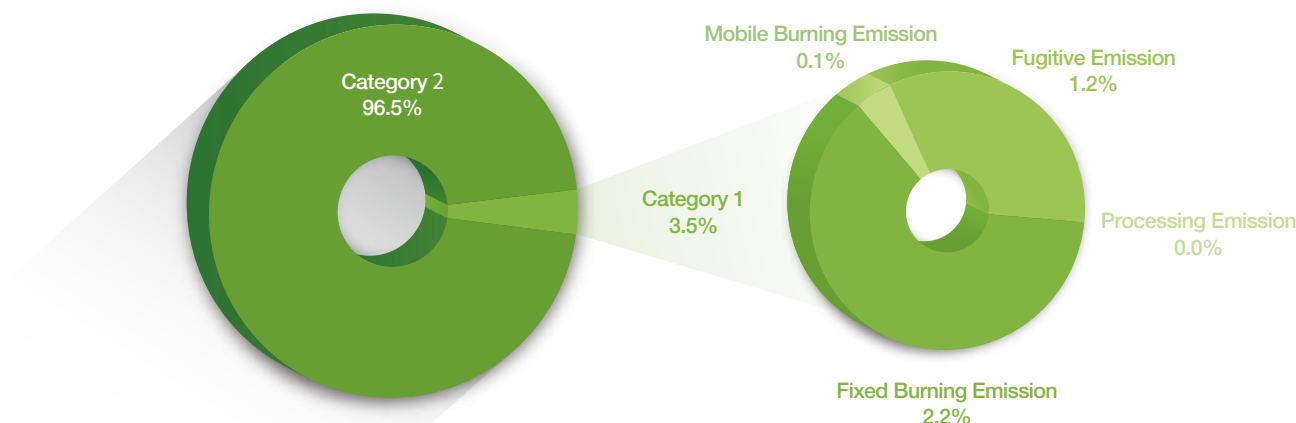 Mobile Burning Emission
0.1%
Fugitive Emission
1.2%
Category 2
96.5%
Category 1
3.5%
Processing Emission
0.0%
Fixed Burning Emission
2.2%